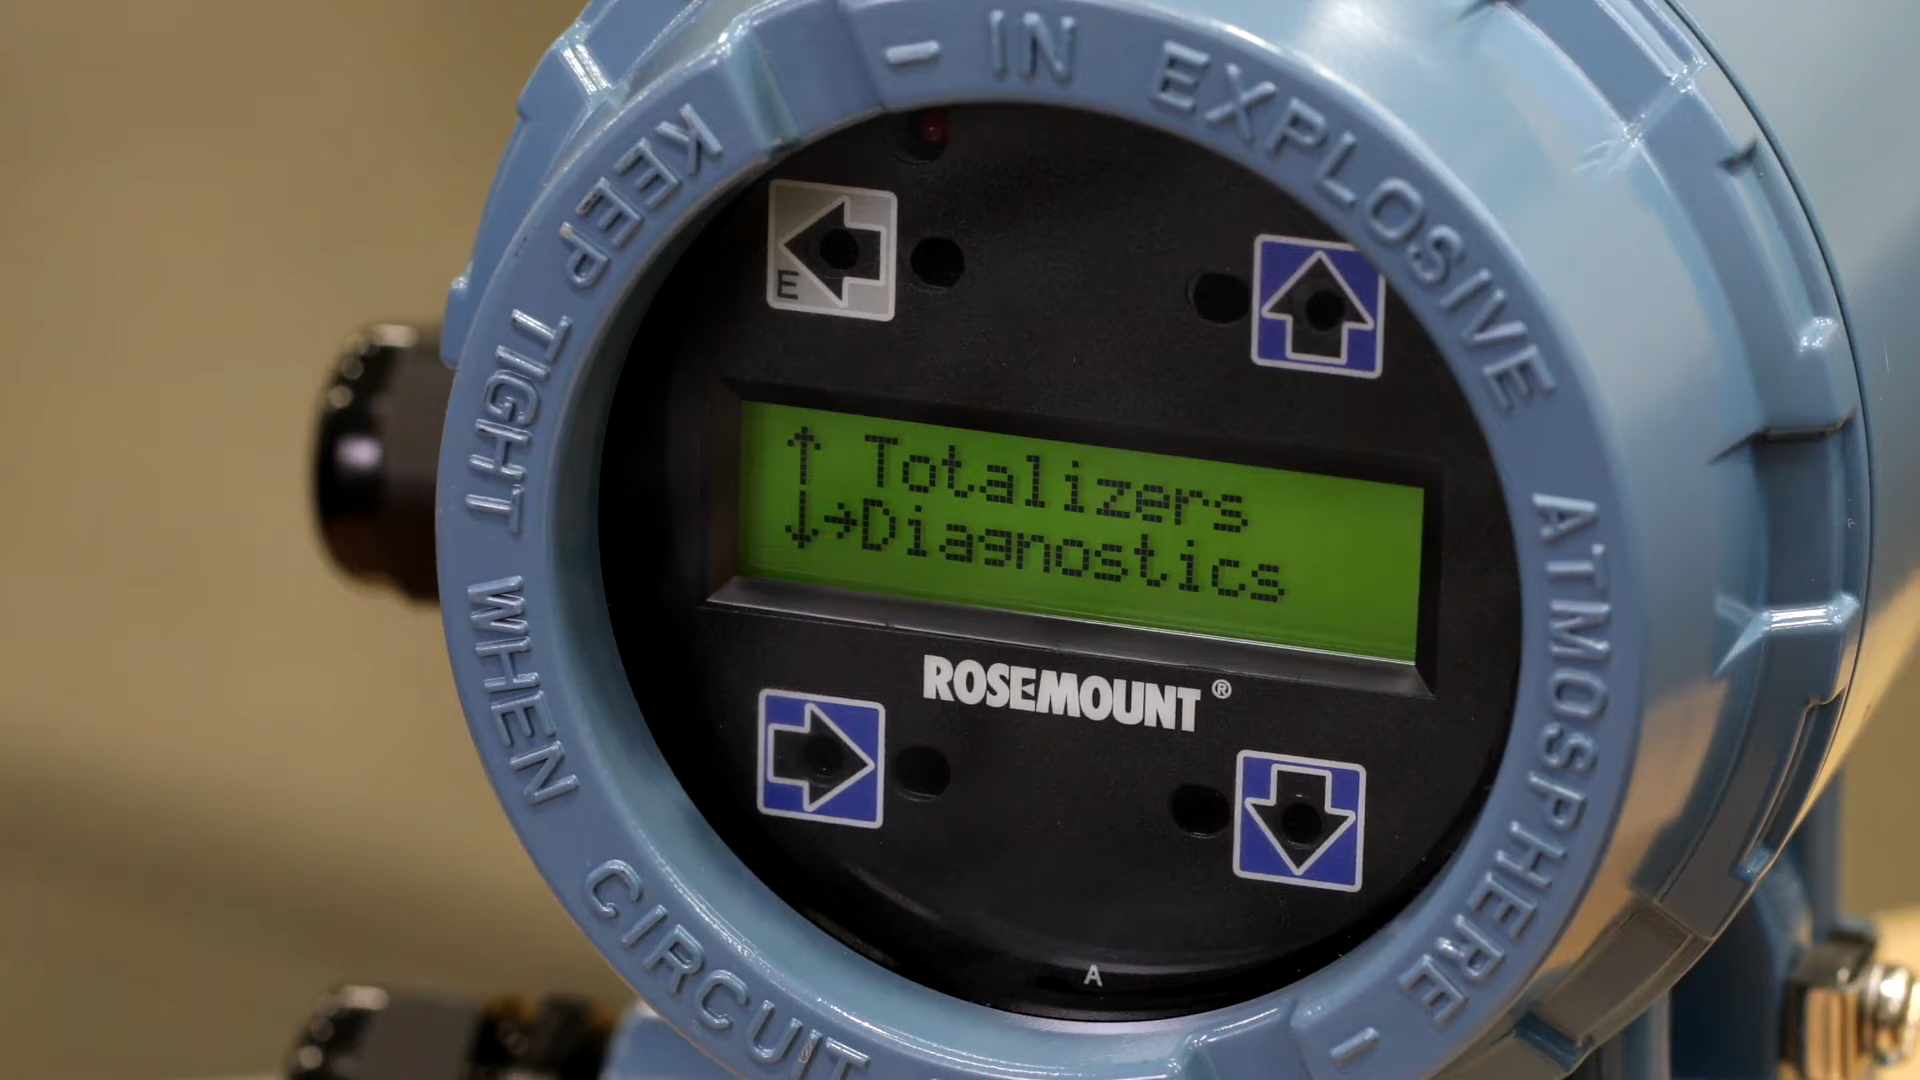 KEEP TIGHT WHEN CIRCUIT
– IN EXPLOSIVE ATMOSPHERE –
E
↑ Totalizers
↓→Diagnostics
ROSEMOUNT®
A